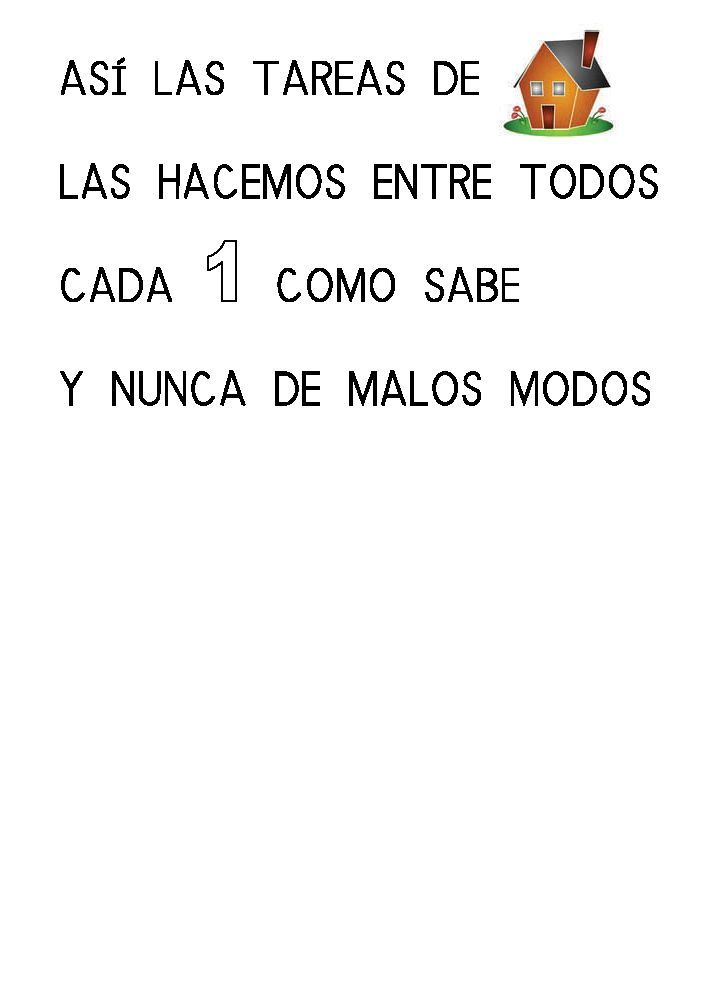 ASÍ LAS TAREAS DE
LAS HACEMOS ENTRE TODOS
CADA 1 COMO SABE
Y NUNCA DE MALOS MODOS